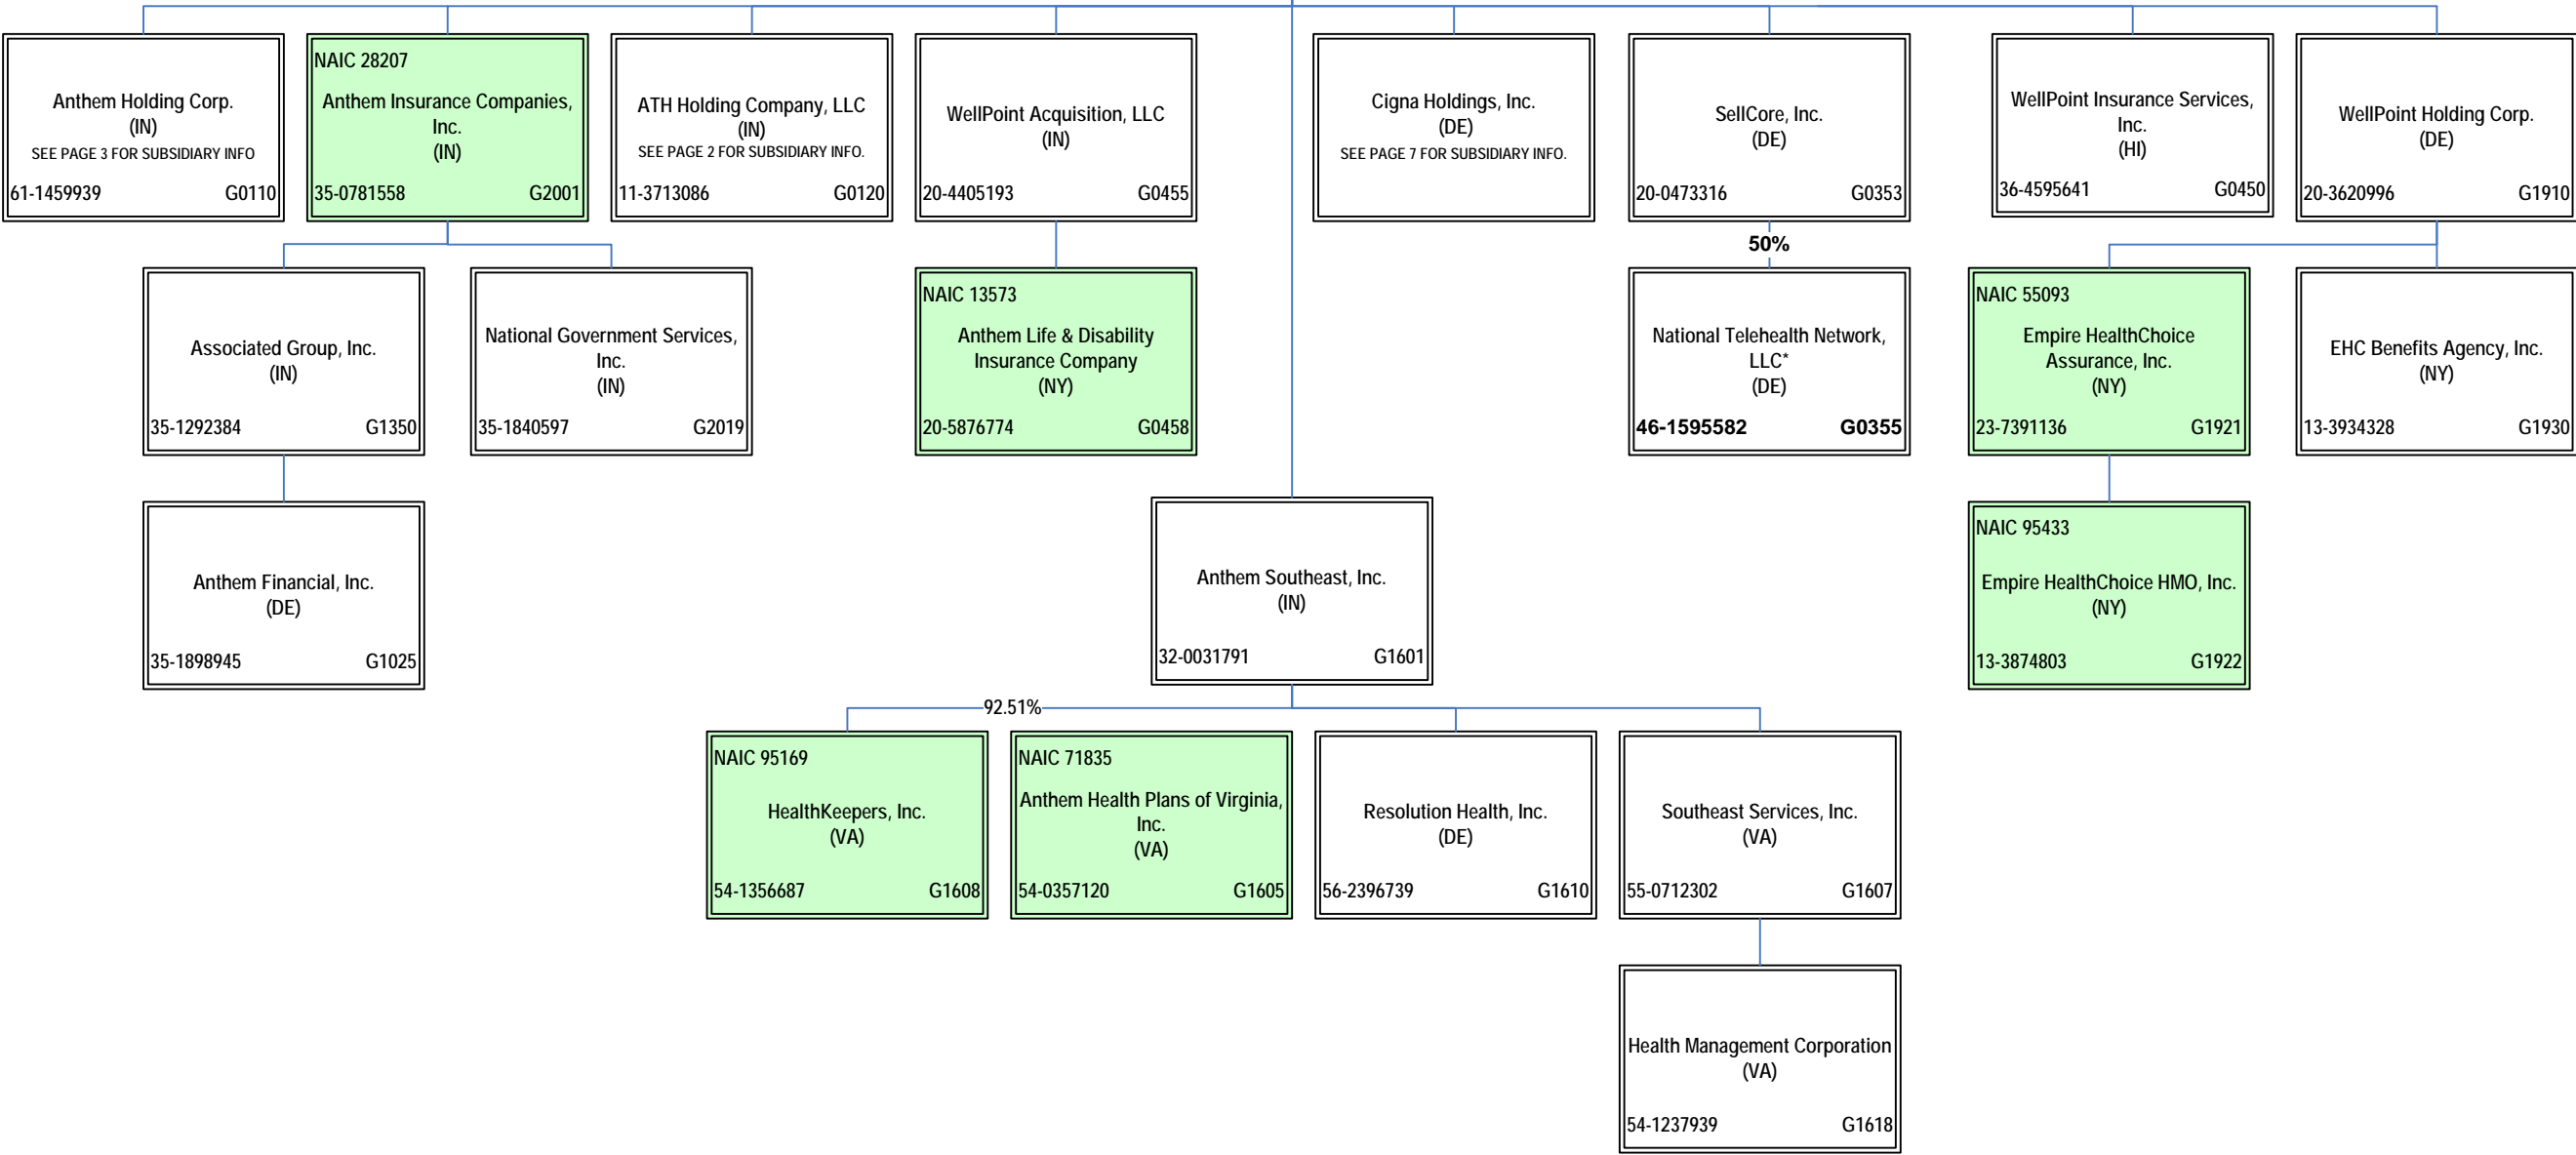 Anthem Holding Corp.
(IN)
SEE PAGE 3 FOR SUBSIDIARY INFO
61-1459939 G0110
NAIC 28207
Anthem Insurance Companies,
Inc.
(IN)
35-0781558 G2001
ATH Holding Company, LLC
(IN)
SEE PAGE 2 FOR SUBSIDIARY INFO.
11-3713086 G0120
WellPoint Acquisition, LLC
(IN)
20-4405193 G0455
Cigna Holdings, Inc.
(DE)
SEE PAGE 7 FOR SUBSIDIARY INFO.
SellCore, Inc.
(DE)
20-0473316 G0353
WellPoint Insurance Services,
Inc.
(HI)
36-4595641 G0450
WellPoint Holding Corp.
(DE)
20-3620996 G1910
50%
Associated Group, Inc.
(IN)
35-1292384 G1350
National Government Services,
Inc.
(IN)
35-1840597 G2019
NAIC 13573
Anthem Life & Disability
Insurance Company
(NY)
20-5876774 G0458
National Telehealth Network,
LLC*
(DE)
46-1595582 G0355
NAIC 55093
Empire HealthChoice
Assurance, Inc.
(NY)
23-7391136 G1921
EHC Benefits Agency, Inc.
(NY)
13-3934328 G1930
Anthem Financial, Inc.
(DE)
35-1898945 G1025
Anthem Southeast, Inc.
(IN)
32-0031791 G1601
NAIC 95433
Empire HealthChoice HMO, Inc.
(NY)
13-3874803 G1922
92.51%
NAIC 95169
HealthKeepers, Inc.
(VA)
54-1356687 G1608
NAIC 71835
Anthem Health Plans of Virginia,
Inc.
(VA)
54-0357120 G1605
Resolution Health, Inc.
(DE)
56-2396739 G1610
Southeast Services, Inc.
(VA)
55-0712302 G1607
Health Management Corporation
(VA)
54-1237939 G1618